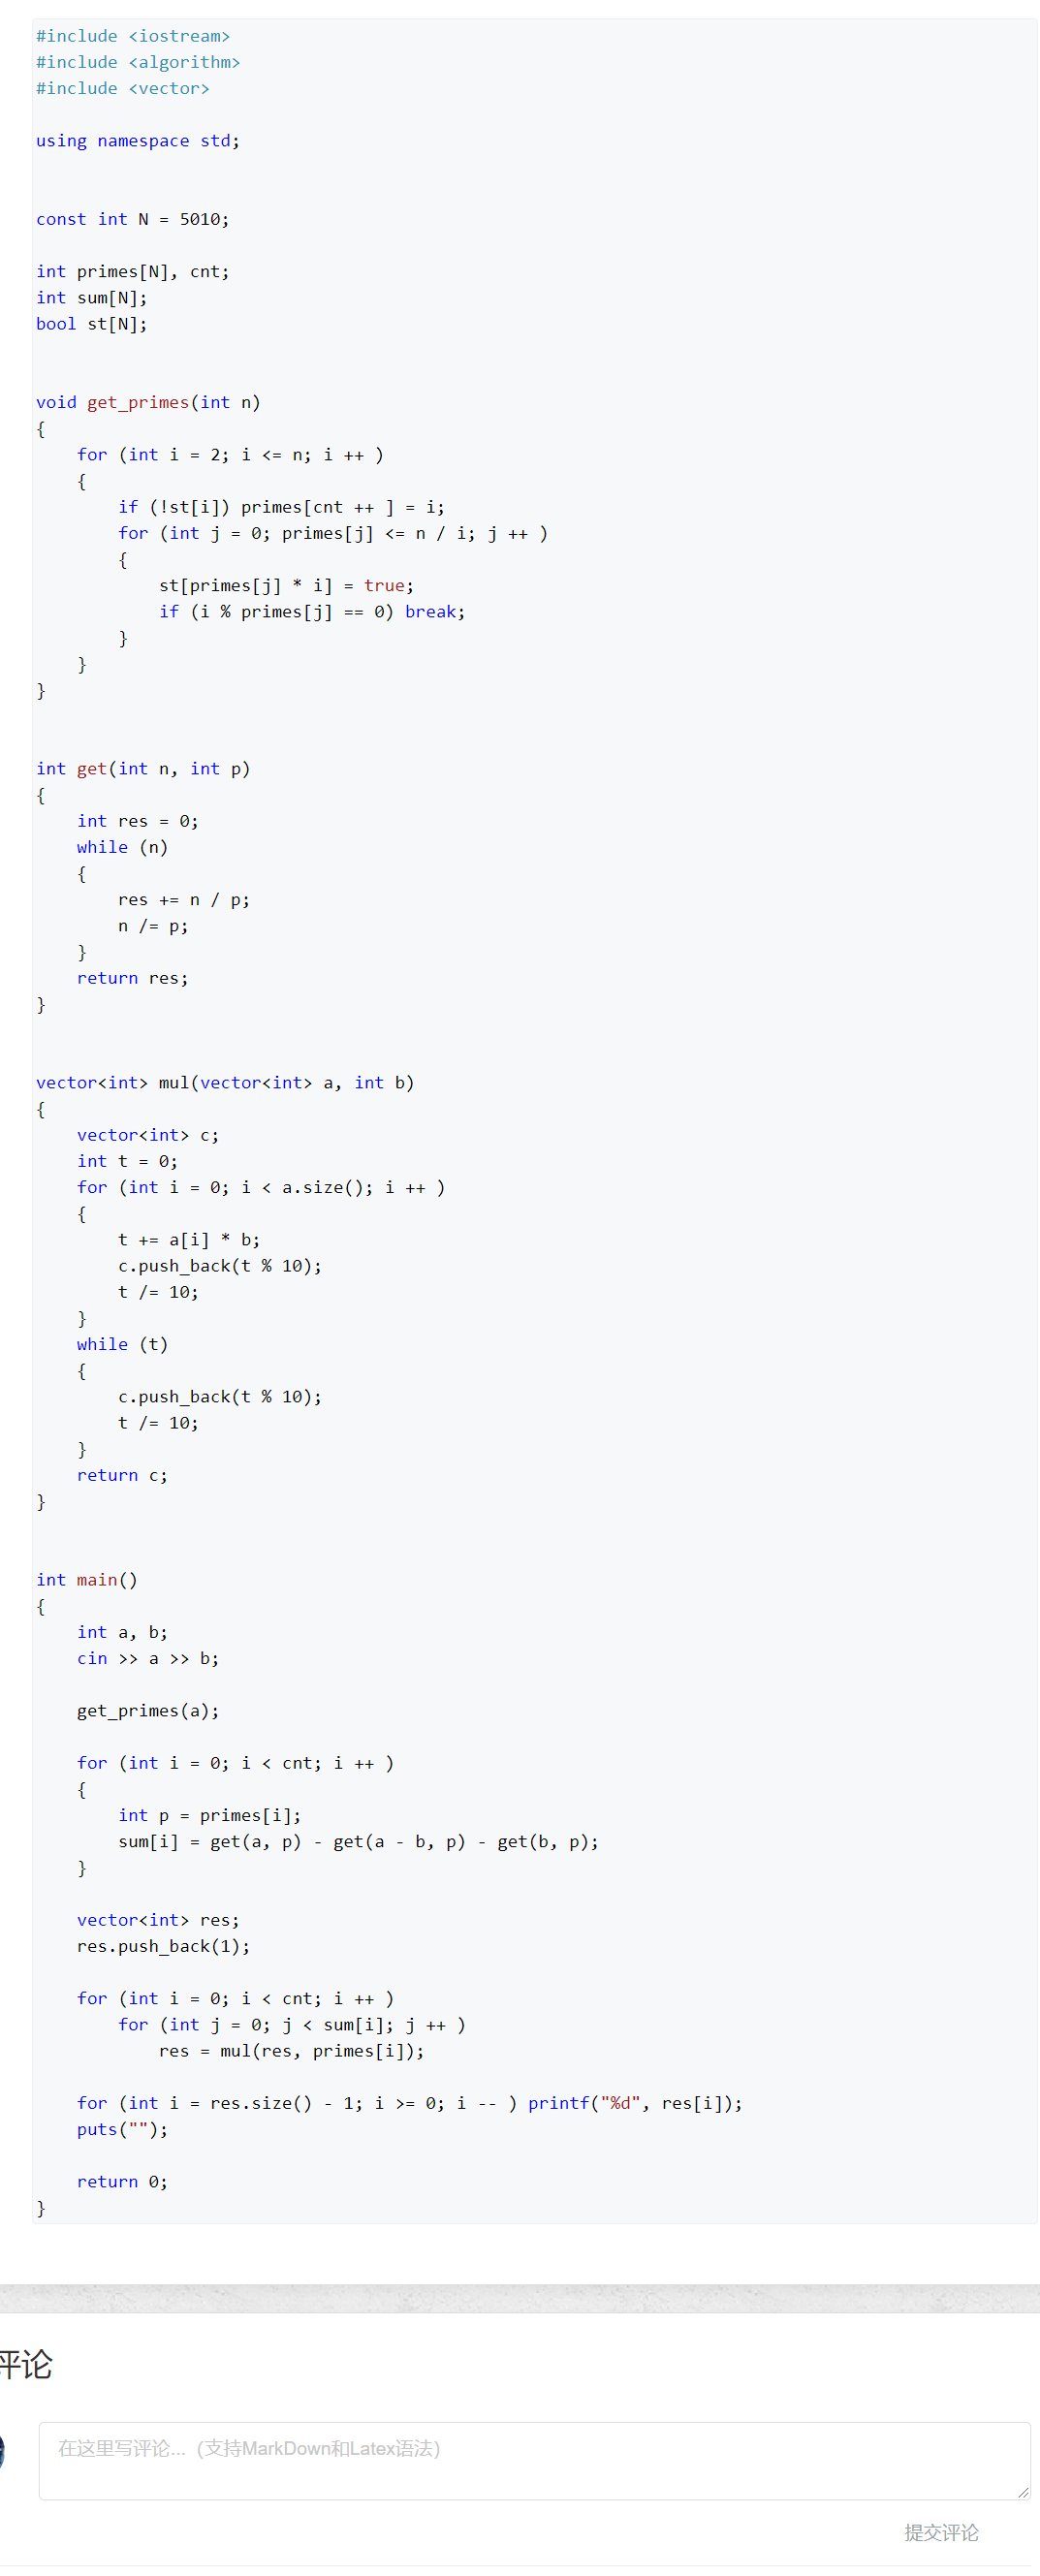 #include <iostream>
#include <algorithm>
#include <vector>

using namespace std;


const int N = 5010;

int primes[N], cnt;
int sum[N];
bool st[N];


void get_primes(int n)
{
    for (int i = 2; i <= n; i ++ )
    {
        if (!st[i]) primes[cnt ++ ] = i;
        for (int j = 0; primes[j] <= n / i; j ++ )
        {
            st[primes[j] * i] = true;
            if (i % primes[j] == 0) break;
        }
    }
}


int get(int n, int p)
{
    int res = 0;
    while (n)
    {
        res += n / p;
        n /= p;
    }
    return res;
}


vector<int> mul(vector<int> a, int b)
{
    vector<int> c;
    int t = 0;
    for (int i = 0; i < a.size(); i ++ )
    {
        t += a[i] * b;
        c.push_back(t % 10);
        t /= 10;
    }
    while (t)
    {
        c.push_back(t % 10);
        t /= 10;
    }
    return c;
}


int main()
{
    int a, b;
    cin >> a >> b;

    get_primes(a);

    for (int i = 0; i < cnt; i ++ )
    {
        int p = primes[i];
        sum[i] = get(a, p) - get(a - b, p) - get(b, p);
    }

    vector<int> res;
    res.push_back(1);

    for (int i = 0; i < cnt; i ++ )
        for (int j = 0; j < sum[i]; j ++ )
            res = mul(res, primes[i]);

    for (int i = res.size() - 1; i >= 0; i -- ) printf("%d", res[i]);
    puts("");

    return 0;
}
评论
在这里写评论... (支持MarkDown和Latex语法)
提交评论